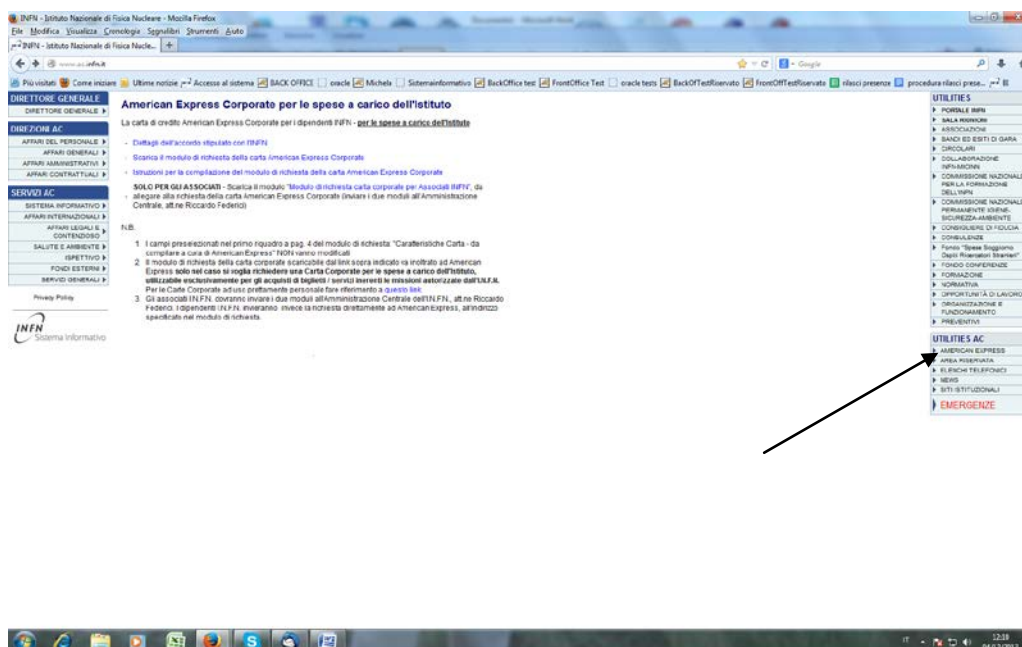 INFN - Istituto Nazionale di Fisica Nucleare - Mozilla Firefox
File Modifica Visualizza Cronologia Segnalibri Strumenti Aiuto
INFN - Istituto Nazionale di Fisica Nucle... +
www.ac.infn.it
Google
Più visitati Come iniziare Ultime notizie Accesso al sistema BACK OFFICE oracle Michela Sistemainformativo BackOffice test FrontOffice Test oracle tests BackOffTestRiservato FrontOffTestRiservato rilasci presenze procedura rilasci prese...
DIRETTORE GENERALE
DIRETTORE GENERALE
DIREZIONI AC
AFFARI DEL PERSONALE
AFFARI GENERALI
AFFARI AMMINISTRATIVI
AFFARI CONTRATTUALI
SERVIZI AC
SISTEMA INFORMATIVO
AFFARI INTERNAZIONALI
AFFARI LEGALI E
CONTENZIOSO
SALUTE E AMBIENTE
ISPETTIVO
FONDI ESTERNI
SERVIZI GENERALI
Privacy Policy
INFN
Sistema Informativo
American Express Corporate per le spese a carico dell'istituto
La carta di credito American Express Corporate per i dipendenti INFN - per le spese a carico dell'Istituto
- Dettagli dell'accordo stipulato con l'INFN
- Scarica il modulo di richiesta della carta American Express Corporate
- Istruzioni per la compilazione del modulo di richiesta della carta American Express Corporate
SOLO PER GLI ASSOCIATI - Scarica il modulo "Modulo di richiesta carta corporate per Associati INFN", da
- allegare alla richiesta della carta American Express Corporate (inviare i due moduli all'Amministrazione
Centrale, att.ne Riccardo Federici)
N.B.
1. I campi preselezionati nel primo riquadro a pag. 4 del modulo di richiesta: "Caratteristiche Carta - da
compilare a cura di American Express" NON vanno modificati
2. Il modulo di richiesta della carta corporate scaricabile dal link sopra indicato va inoltrato ad American
Express solo nel caso si voglia richiedere una Carta Corporate per le spese a carico dell'Istituto,
utilizzabile esclusivamente per gli acquisti di biglietti / servizi inerenti le missioni autorizzate dall'I.N.F.N.
Per le Carte Corporate ad uso prettamente personale fare riferimento a questo link.
3. Gli associati I.N.F.N. dovranno inviare i due moduli all'Amministrazione Centrale dell'I.N.F.N., att.ne Riccardo
Federici. I dipendenti I.N.F.N. invieranno invece la richiesta direttamente ad American Express, all'indirizzo
specificato nel modulo di richiesta.
UTILITIES
PORTALE INFN
SALA RIUNIONI
ASSOCIAZIONI
BANDI ED ESITI DI GARA
CIRCOLARI
COLLABORAZIONE
INFN-MICINN
COMMISSIONE NAZIONALE
PER LA FORMAZIONE
DELL'INFN
COMMISSIONE NAZIONALE
PERMANENTE IGIENE-
SICUREZZA-AMBIENTE
CONSIGLIERE DI FIDUCIA
CONSULENZE
Fondo "Spese Soggiorno
Ospiti Ricercatori Stranieri"
FONDO CONFERENZE
FORMAZIONE
NORMATIVA
OPPORTUNITÀ DI LAVORO
ORGANIZZAZIONE E
FUNZIONAMENTO
PREVENTIVI
UTILITIES AC
AMERICAN EXPRESS
AREA RISERVATA
ELENCHI TELEFONICI
NEWS
SITI ISTITUZIONALI
EMERGENZE
IT
12:18